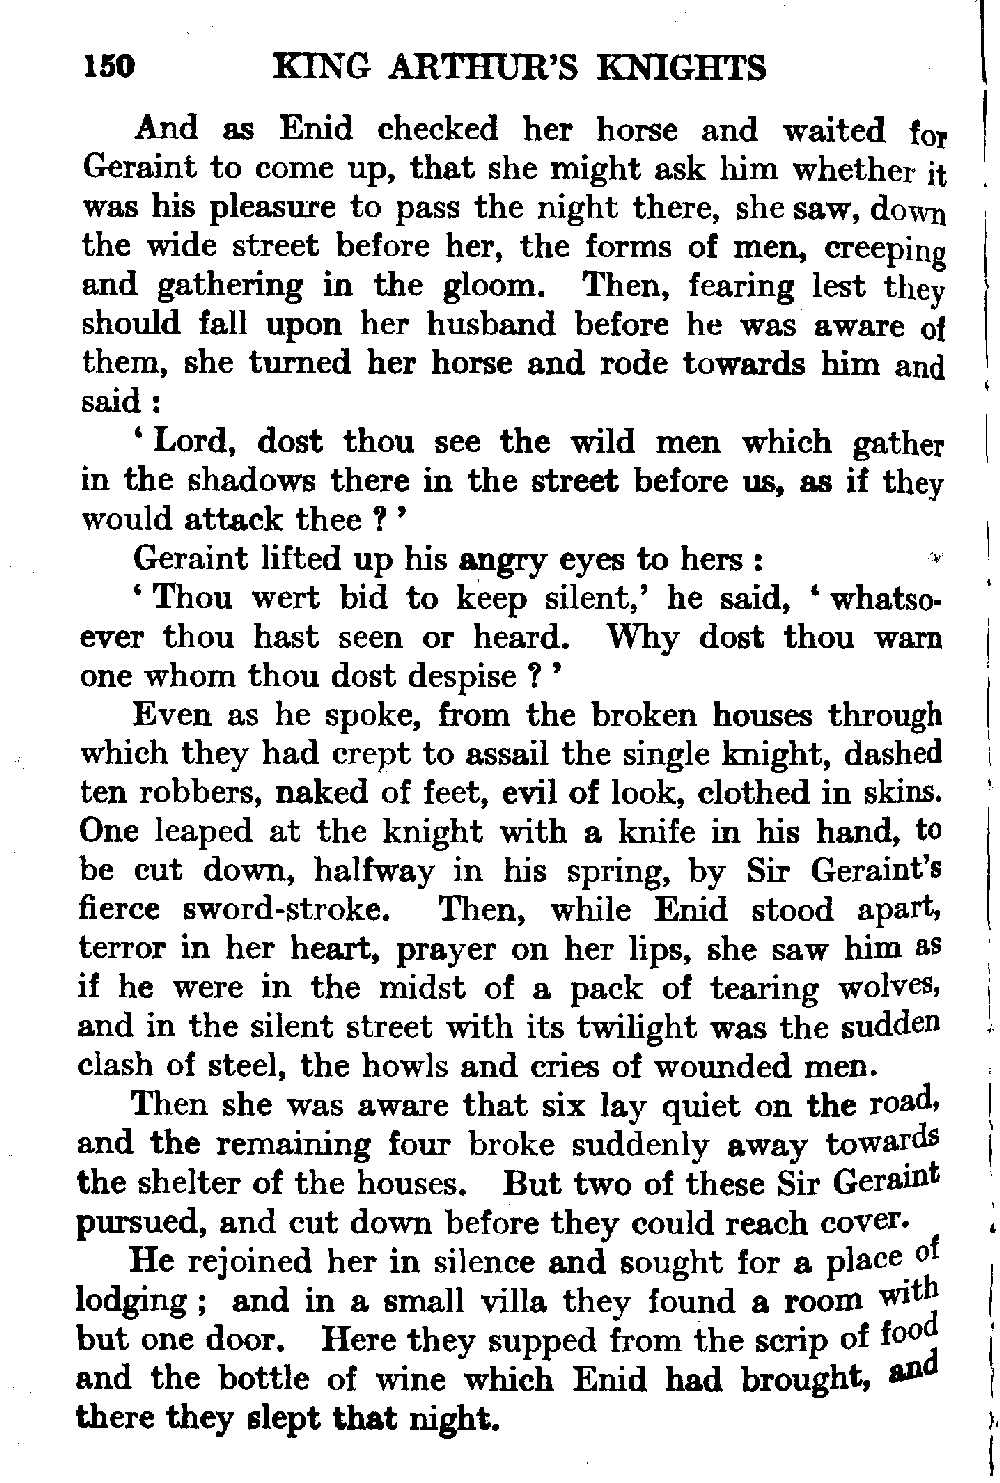 150 KING ARTHUR'S KNIGHTS
And as Enid checked her horse and waited for
Geraint to come up, that she might ask him whether it
was his pleasure to pass the night there, she saw, down
the wide street before her, the forms of men, creeping
and gathering in the gloom. Then, fearing lest they
should fall upon her husband before he was aware of
them, she turned her horse and rode towards him and
said :
‘ Lord, dost thou see the wild men which gather
in the shadows there in the street before us, as if they
would attack thee ? ’
Geraint lifted up his angry eyes to hers :
‘ Thou wert bid to keep silent,’ he said, ‘ whatso-
ever thou hast seen or heard. Why dost thou warn
one whom thou dost despise ? ’
Even as he spoke, from the broken houses through
which they had crept to assail the single knight, dashed
ten robbers, naked of feet, evil of look, clothed in skins.
One leaped at the knight with a knife in his hand, to
be cut down, halfway in his spring, by Sir Geraint's
fierce sword-stroke. Then, while Enid stood apart,
terror in her heart, prayer on her lips, she saw him as
if he were in the midst of a pack of tearing wolves,
and in the silent street with its twilight was the sudden
clash of steel, the howls and cries of wounded men.
Then she was aware that six lay quiet on the road,
and the remaining four broke suddenly away towards
the shelter of the houses. But two of these Sir Geraint
pursued, and cut down before they could reach cover.
He rejoined her in silence and sought for a place of
lodging ; and in a small villa they found a room with
but one door. Here they supped from the scrip of food
and the bottle of wine which Enid had brought, and
there they slept that night.